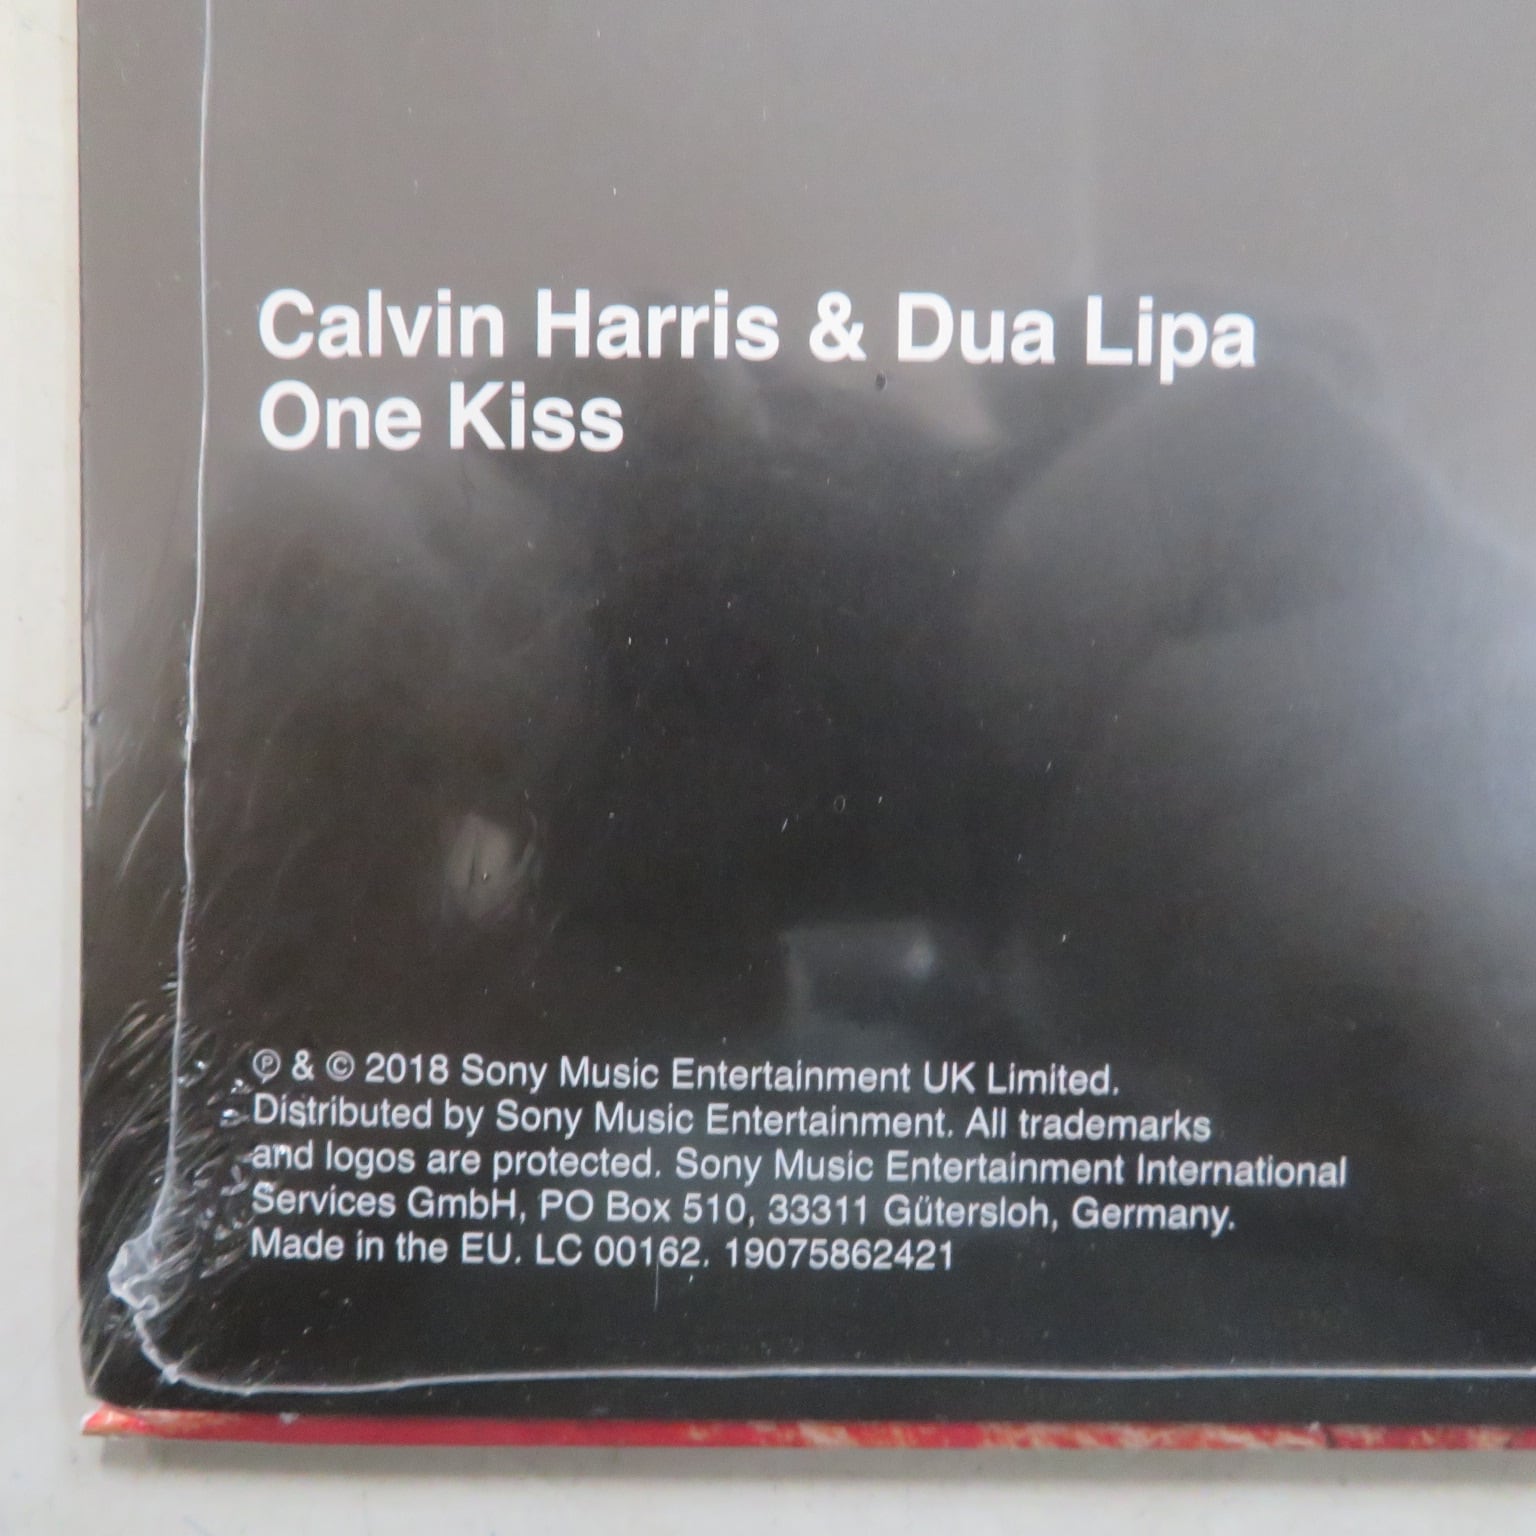 Calvin Harris & Dua Lipa
One Kiss
℗ & © 2018 Sony Music Entertainment UK Limited.
Distributed by Sony Music Entertainment. All trademarks
and logos are protected. Sony Music Entertainment International
Services GmbH, PO Box 510, 33311 Gütersloh, Germany.
Made in the EU. LC 00162. 19075862421